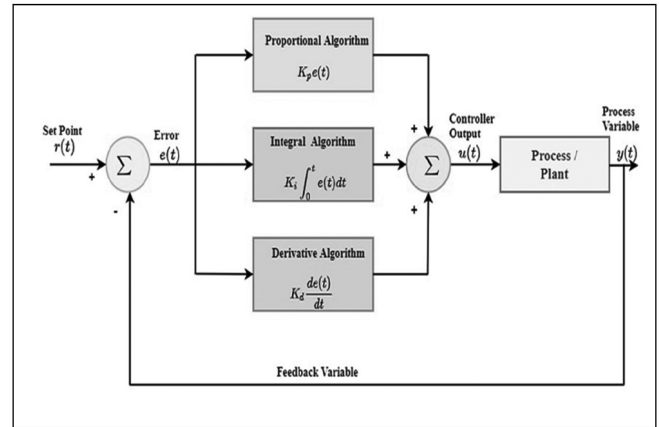 Proportional Algorithm
K_p e(t)
Set Point
r(t)
+
Σ
-
Error
e(t)
Integral Algorithm
K_i ∫_0^t e(t)dt
+
+
+
Σ
Controller
Output
u(t)
Process /
Plant
Process
Variable
y(t)
Derivative Algorithm
K_d de(t)/dt
Feedback Variable